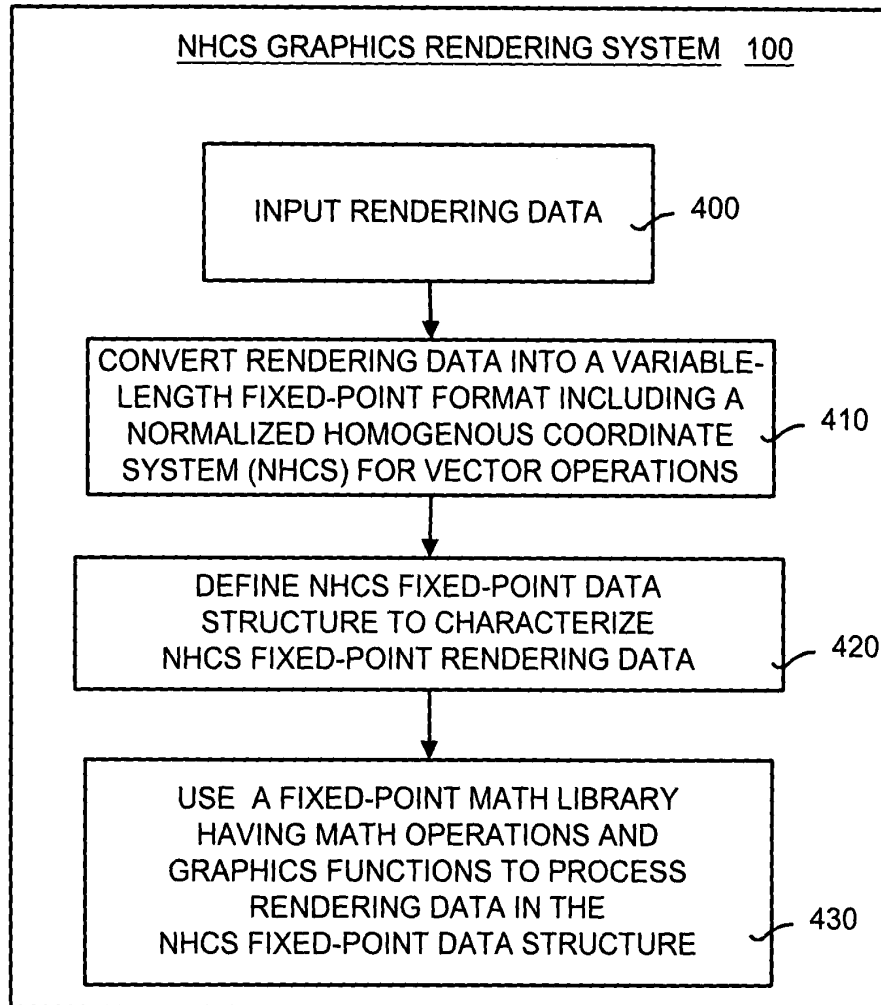 NHCS GRAPHICS RENDERING SYSTEM 100
INPUT RENDERING DATA
400
CONVERT RENDERING DATA INTO A VARIABLE-
LENGTH FIXED-POINT FORMAT INCLUDING A
NORMALIZED HOMOGENOUS COORDINATE
SYSTEM (NHCS) FOR VECTOR OPERATIONS
410
DEFINE NHCS FIXED-POINT DATA
STRUCTURE TO CHARACTERIZE
NHCS FIXED-POINT RENDERING DATA
420
USE A FIXED-POINT MATH LIBRARY
HAVING MATH OPERATIONS AND
GRAPHICS FUNCTIONS TO PROCESS
RENDERING DATA IN THE
NHCS FIXED-POINT DATA STRUCTURE
430